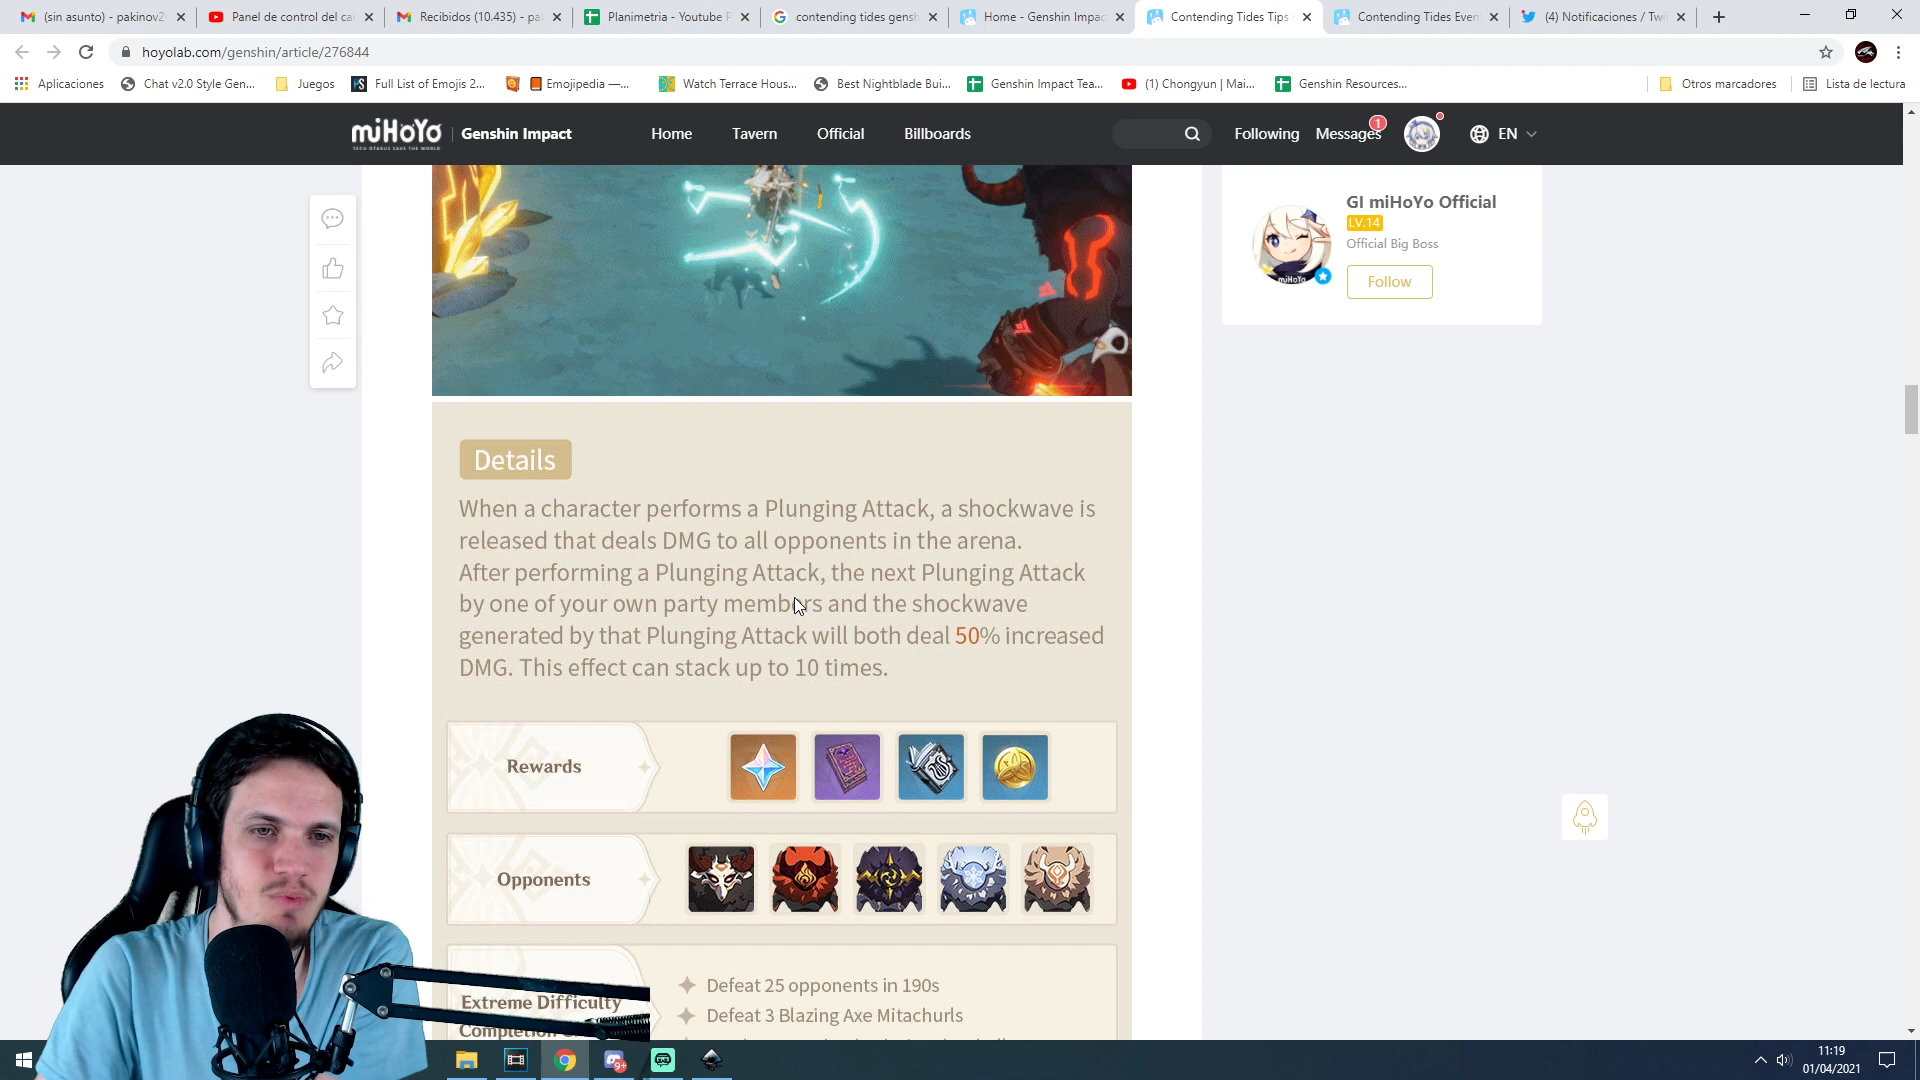 (sin asunto) - pakinov2
Panel de control del ca
Recibidos (10.435) - pa
Planimetria - Youtube P
contending tides gensh
Home - Genshin Impac
Contending Tides Tips
Contending Tides Even
(4) Notificaciones / Twi
hoyolab.com/genshin/article/276844
Aplicaciones
Chat v2.0 Style Gen...
Juegos
Full List of Emojis 2...
Emojipedia —...
Watch Terrace Hous...
Best Nightblade Bui...
Genshin Impact Tea...
(1) Chongyun | Mai...
Genshin Resources...
Otros marcadores
Lista de lectura
miHoYo
TECH OTAKUS SAVE THE WORLD
Genshin Impact
Home
Tavern
Official
Billboards
Following
Messages
1
EN
GI miHoYo Official
LV.14
Official Big Boss
miHoYo
Follow
Details
When a character performs a Plunging Attack, a shockwave is
released that deals DMG to all opponents in the arena.
After performing a Plunging Attack, the next Plunging Attack
by one of your own party members and the shockwave
generated by that Plunging Attack will both deal 50% increased
DMG. This effect can stack up to 10 times.
Rewards
Opponents
Extreme Difficulty
Defeat 25 opponents in 190s
Defeat 3 Blazing Axe Mitachurls
9+
11:19
01/04/2021